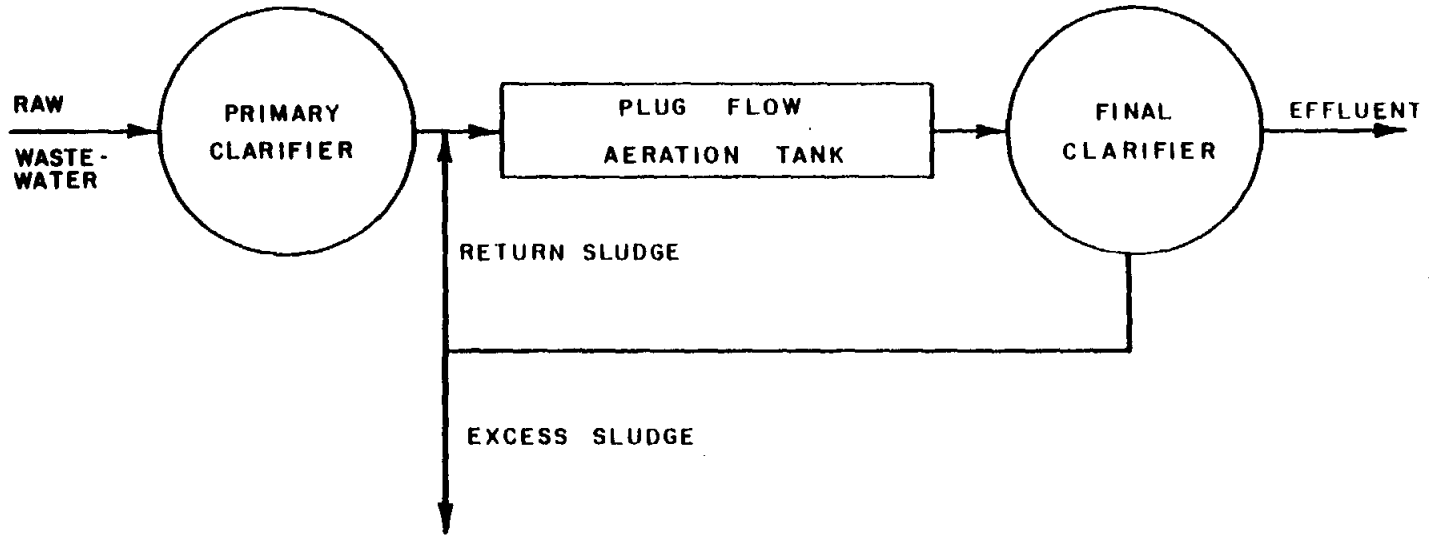 RAW
WASTE-
WATER
PRIMARY
CLARIFIER
PLUG FLOW
AERATION TANK
FINAL
CLARIFIER
EFFLUENT
RETURN SLUDGE
EXCESS SLUDGE